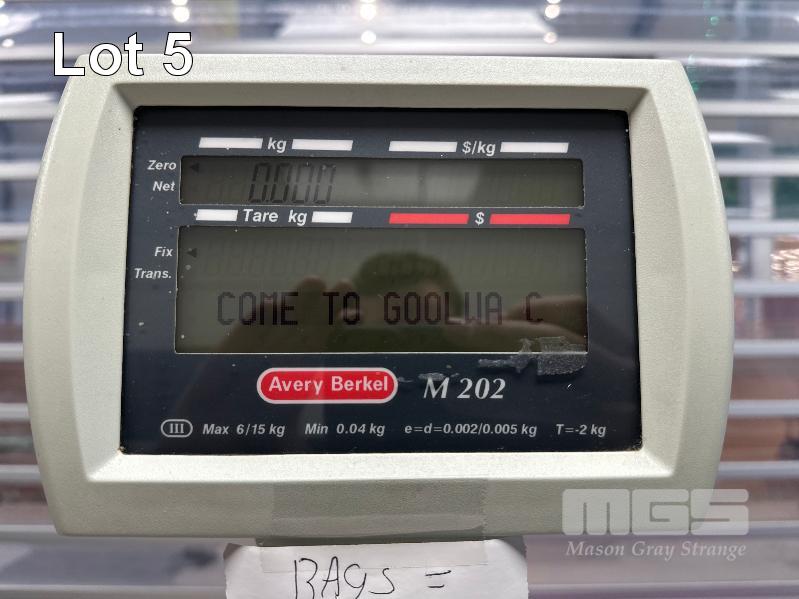 Lot 5
kg $/kg
Zero
Net
0.000
Tare kg $
Fix
Trans.
COME TO GOOLWA C
Avery Berkel M 202
III Max 6/15 kg Min 0.04 kg e=d=0.002/0.005 kg T=-2 kg
MGS
Mason Gray Strange
BAGS =